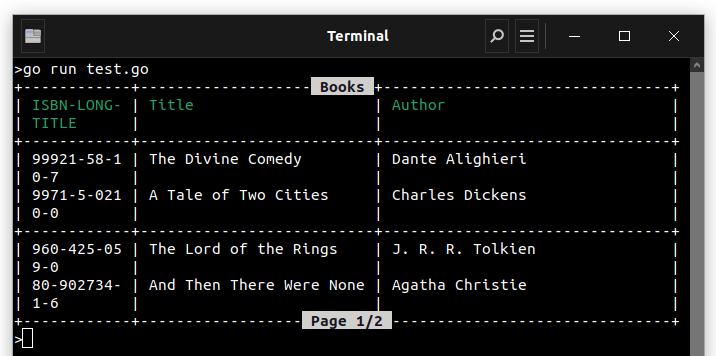 Terminal
>go run test.go
+------------+------------------- Books +--------------------------------+
| ISBN-LONG- | Title                    | Author                         |
| TITLE      |                          |                                |
+------------+--------------------------+--------------------------------+
| 99921-58-1 | The Divine Comedy        | Dante Alighieri                |
| 0-7        |                          |                                |
| 9971-5-021 | A Tale of Two Cities     | Charles Dickens                |
| 0-0        |                          |                                |
+------------+--------------------------+--------------------------------+
| 960-425-05 | The Lord of the Rings    | J. R. R. Tolkien               |
| 9-0        |                          |                                |
| 80-902734- | And Then There Were None | Agatha Christie                |
| 1-6        |                          |                                |
+------------+------------------ Page 1/2 -------------------------------+
>